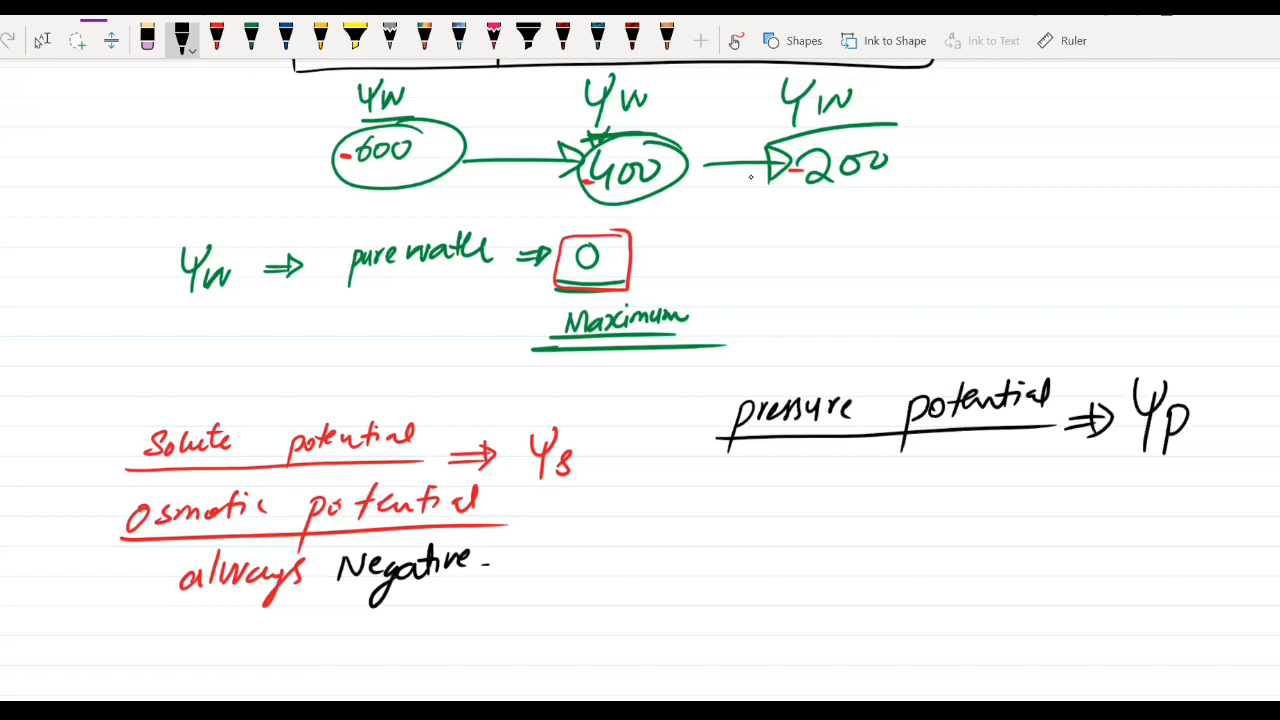 Shapes Ink to Shape Ink to Text Ruler
ΨW ΨW ΨW
-600 -400 -200
ΨW ⇒ pure water ⇒ 0
Maximum
pressure potential ⇒ Ψp
Solute potential ⇒ Ψs
Osmotic potential
always Negative -